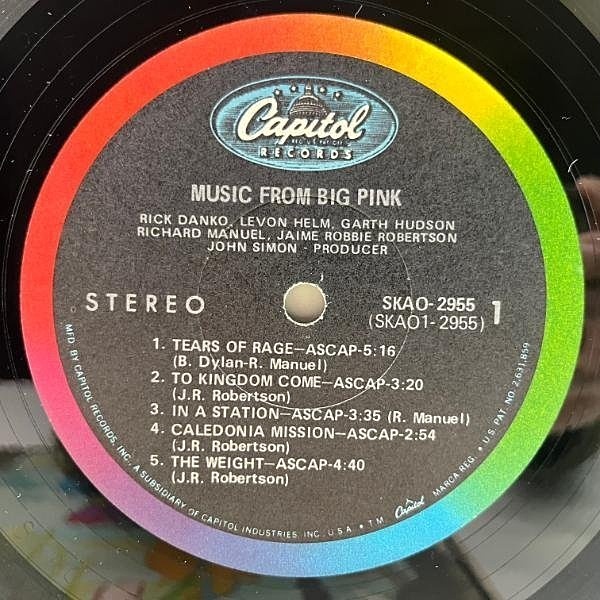 Capitol
RECORDS
MUSIC FROM BIG PINK
RICK DANKO, LEVON HELM, GARTH HUDSON
RICHARD MANUEL, JAIME ROBBIE ROBERTSON
JOHN SIMON - PRODUCER
STEREO
SKAO-2955
(SKAO1-2955)
1
1. TEARS OF RAGE—ASCAP-5:16
(B. Dylan-R. Manuel)
2. TO KINGDOM COME—ASCAP-3:20
(J.R. Robertson)
3. IN A STATION—ASCAP-3:35 (R. Manuel)
4. CALEDONIA MISSION—ASCAP-2:54
(J.R. Robertson)
5. THE WEIGHT—ASCAP-4:40
(J.R. Robertson)
MFD. BY CAPITOL RECORDS, INC., A SUBSIDIARY OF CAPITOL INDUSTRIES, INC., U.S.A. • T.M. Capitol MARCA REG. • U.S. PAT. NO. 2,631,859